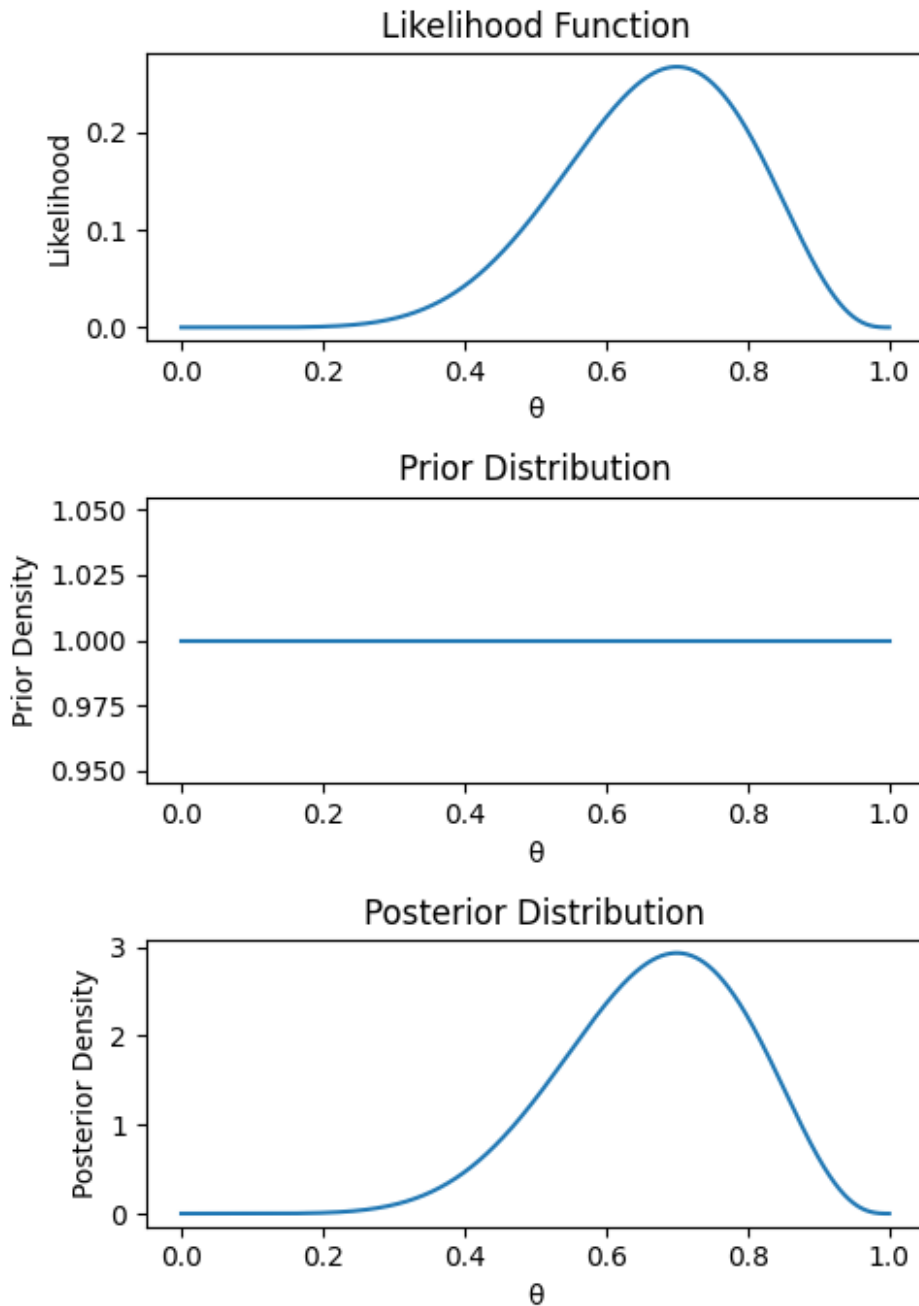 Likelihood Function
Likelihood
0.2
0.1
0.0
0.0 0.2 0.4 0.6 0.8 1.0
θ
Prior Distribution
Prior Density
1.050
1.025
1.000
0.975
0.950
0.0 0.2 0.4 0.6 0.8 1.0
θ
Posterior Distribution
Posterior Density
3
2
1
0
0.0 0.2 0.4 0.6 0.8 1.0
θ